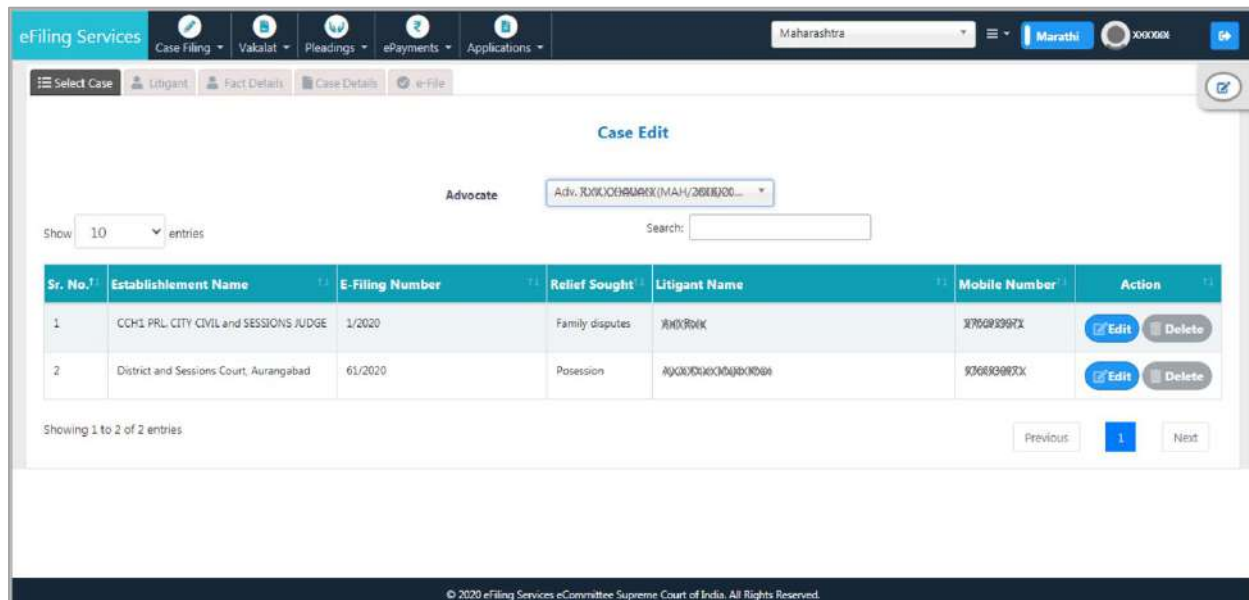 eFiling Services Case Filing Vakalat Pleadings ePayments Applications Maharashtra Marathi
Select Case Litigant Fact Details Case Details e-File
Case Edit
Advocate Adv.
Show 10 entries Search:
Sr. No. Establishlement Name E-Filing Number Relief Sought Litigant Name Mobile Number Action
1 CCH1 PRL. CITY CIVIL and SESSIONS JUDGE 1/2020 Family disputes Edit Delete
2 District and Sessions Court, Aurangabad 61/2020 Posession Edit Delete
Showing 1 to 2 of 2 entries Previous 1 Next
© 2020 eFiling Services eCommittee Supreme Court of India. All Rights Reserved.